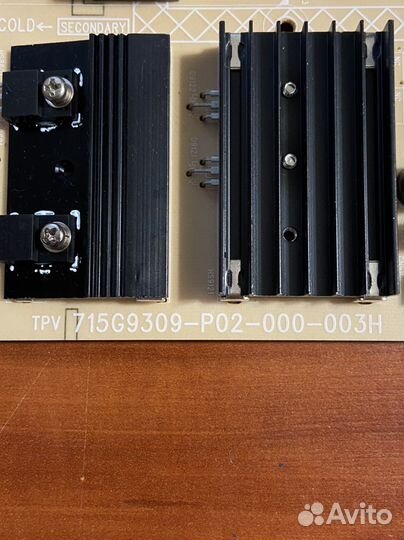 COLD← SECONDARY
TPV 715G9309-P02-000-003H
Avito